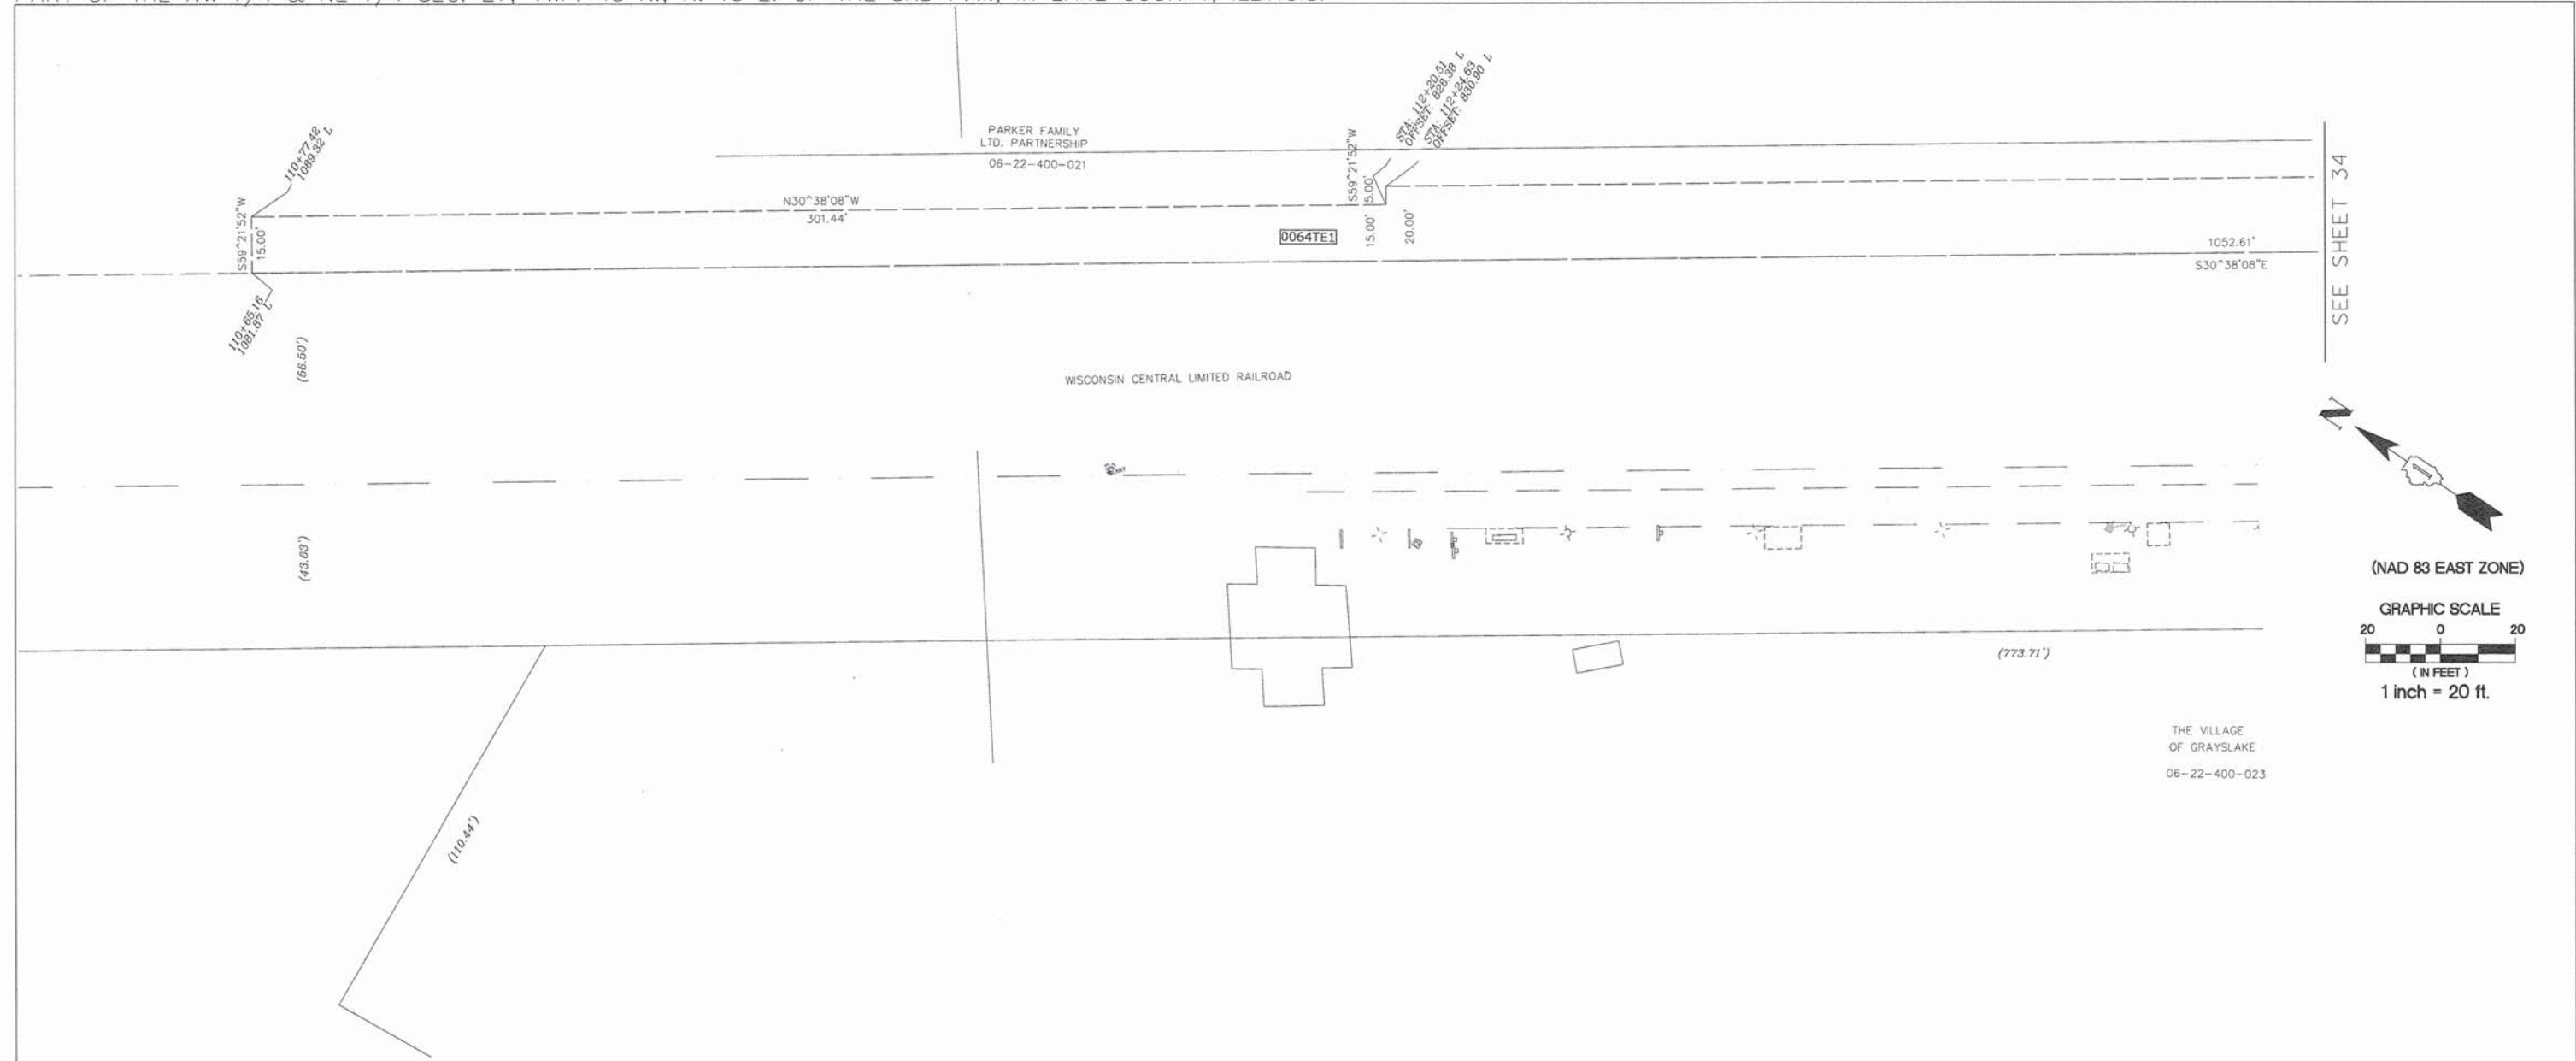 110+77.42
1089.32' L
S59^21'52"W
15.00'
110+65.16
1081.87' L
(56.50')
(43.63')
(110.44')
PARKER FAMILY
LTD. PARTNERSHIP
06-22-400-021
N30^38'08"W
301.44'
0064TE1
S59^21'52"W
5.00'
15.00'
20.00'
STA: 112+20.51
OFFSET: 828.38' L
STA: 112+24.63
OFFSET: 830.90' L
1052.61'
S30^38'08"E
SEE SHEET 34
WISCONSIN CENTRAL LIMITED RAILROAD
N
(NAD 83 EAST ZONE)
GRAPHIC SCALE
20 0 20
( IN FEET )
1 inch = 20 ft.
(773.71')
THE VILLAGE
OF GRAYSLAKE
06-22-400-023